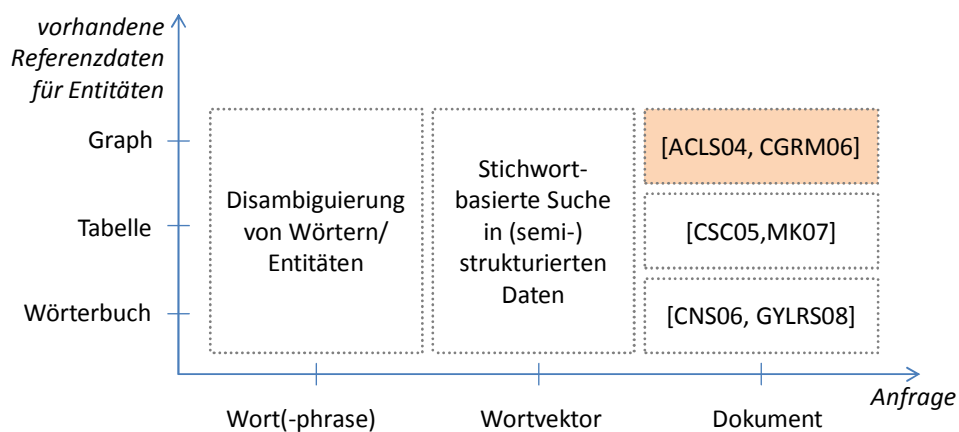 vorhandene
Referenzdaten
für Entitäten
Graph
Tabelle
Wörterbuch
Disambiguierung
von Wörtern/
Entitäten
Stichwort-
basierte Suche
in (semi-)
strukturierten
Daten
[ACLS04, CGRM06]
[CSC05,MK07]
[CNS06, GYLRS08]
Anfrage
Wort(-phrase)
Wortvektor
Dokument